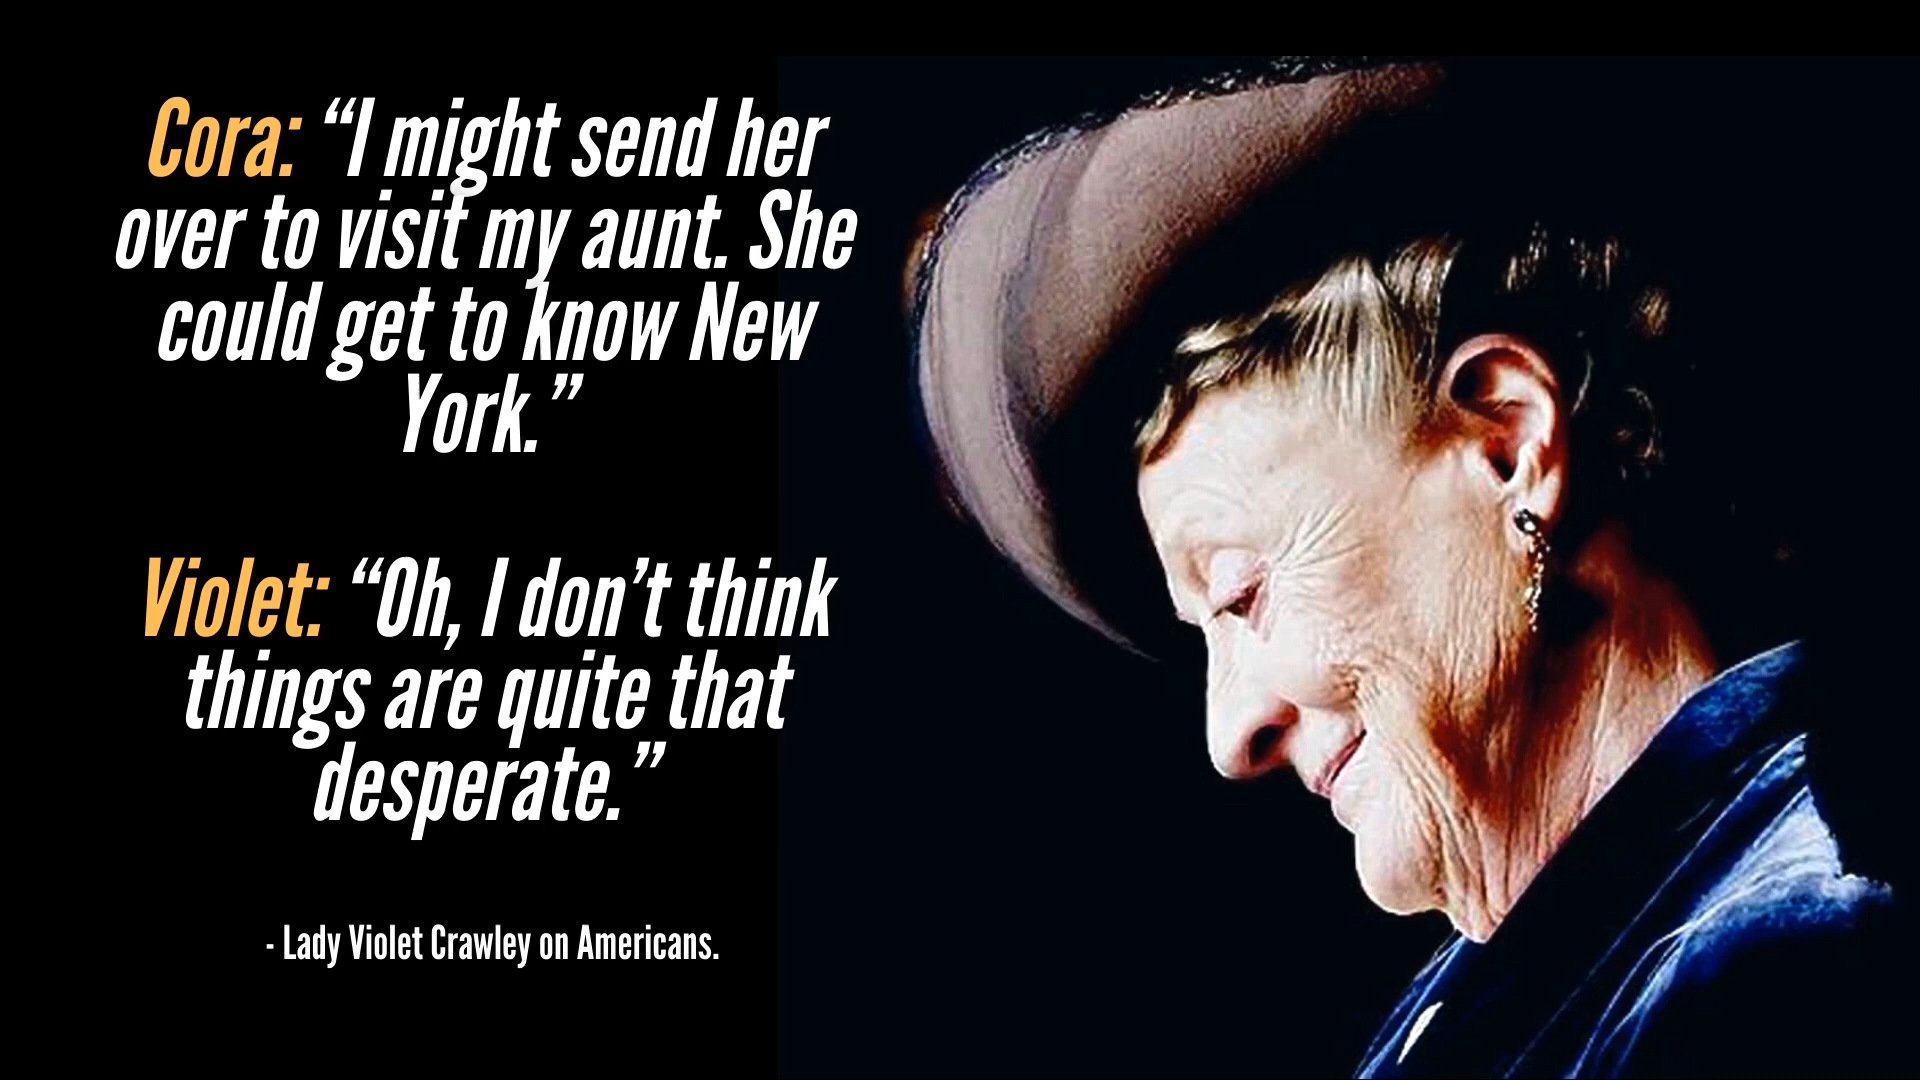 Cora: “I might send her
over to visit my aunt. She
could get to know New
York.”
Violet: “Oh, I don’t think
things are quite that
desperate.”
- Lady Violet Crawley on Americans.